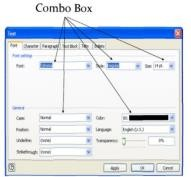 Combo Box
Text
Font Character Paragraph Text Block Tabs Bullets
Font settings
Font: Style: Size:
General
Case: Normal Color:
Position: Normal Language: English (U.S.)
Underline: (none) Transparency: 0%
Strikethrough: (none)
Apply OK Cancel